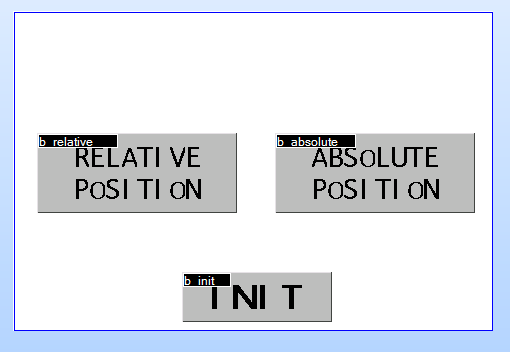 b_relative
RELATIVE
POSITION
b_absolute
ABSOLUTE
POSITION
b_init
INIT